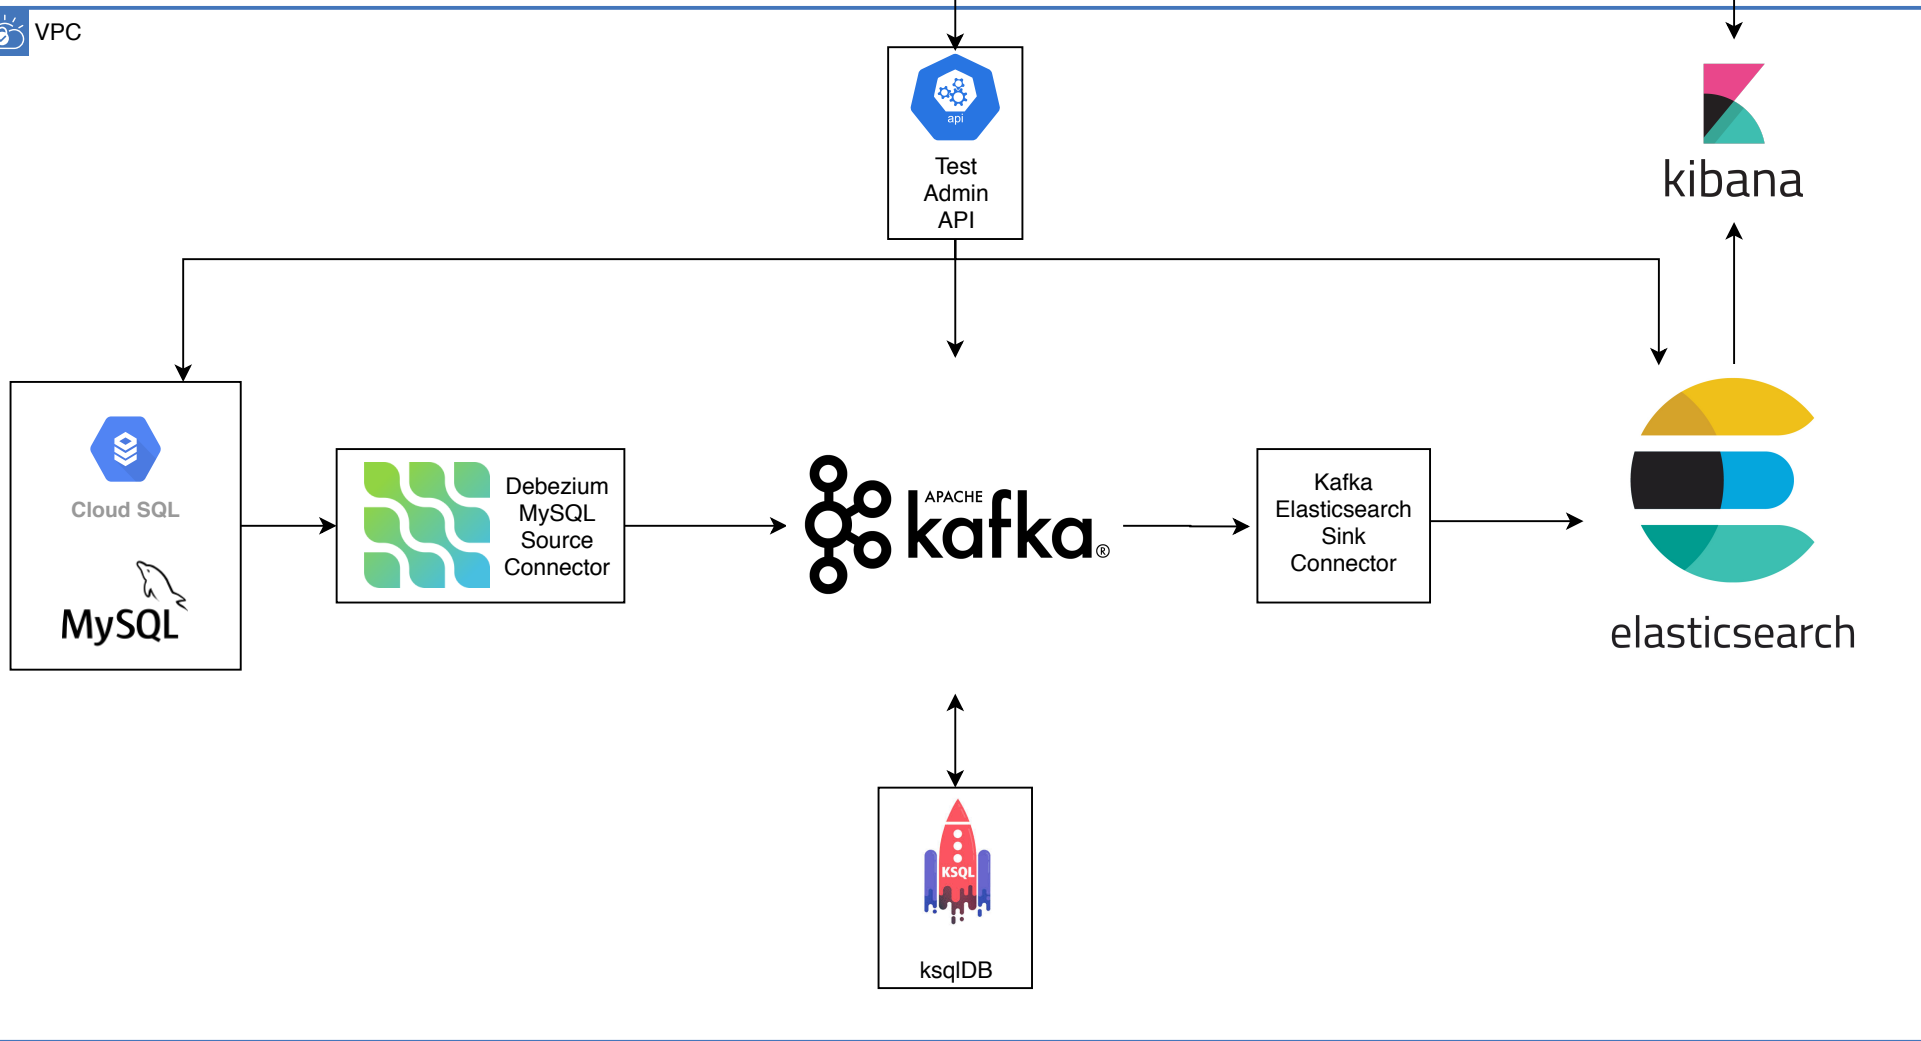 VPC
api
Test
Admin
API
kibana
Cloud SQL
MySQL
Debezium
MySQL
Source
Connector
APACHE
kafka®
Kafka
Elasticsearch
Sink
Connector
elasticsearch
KSQL
ksqlDB